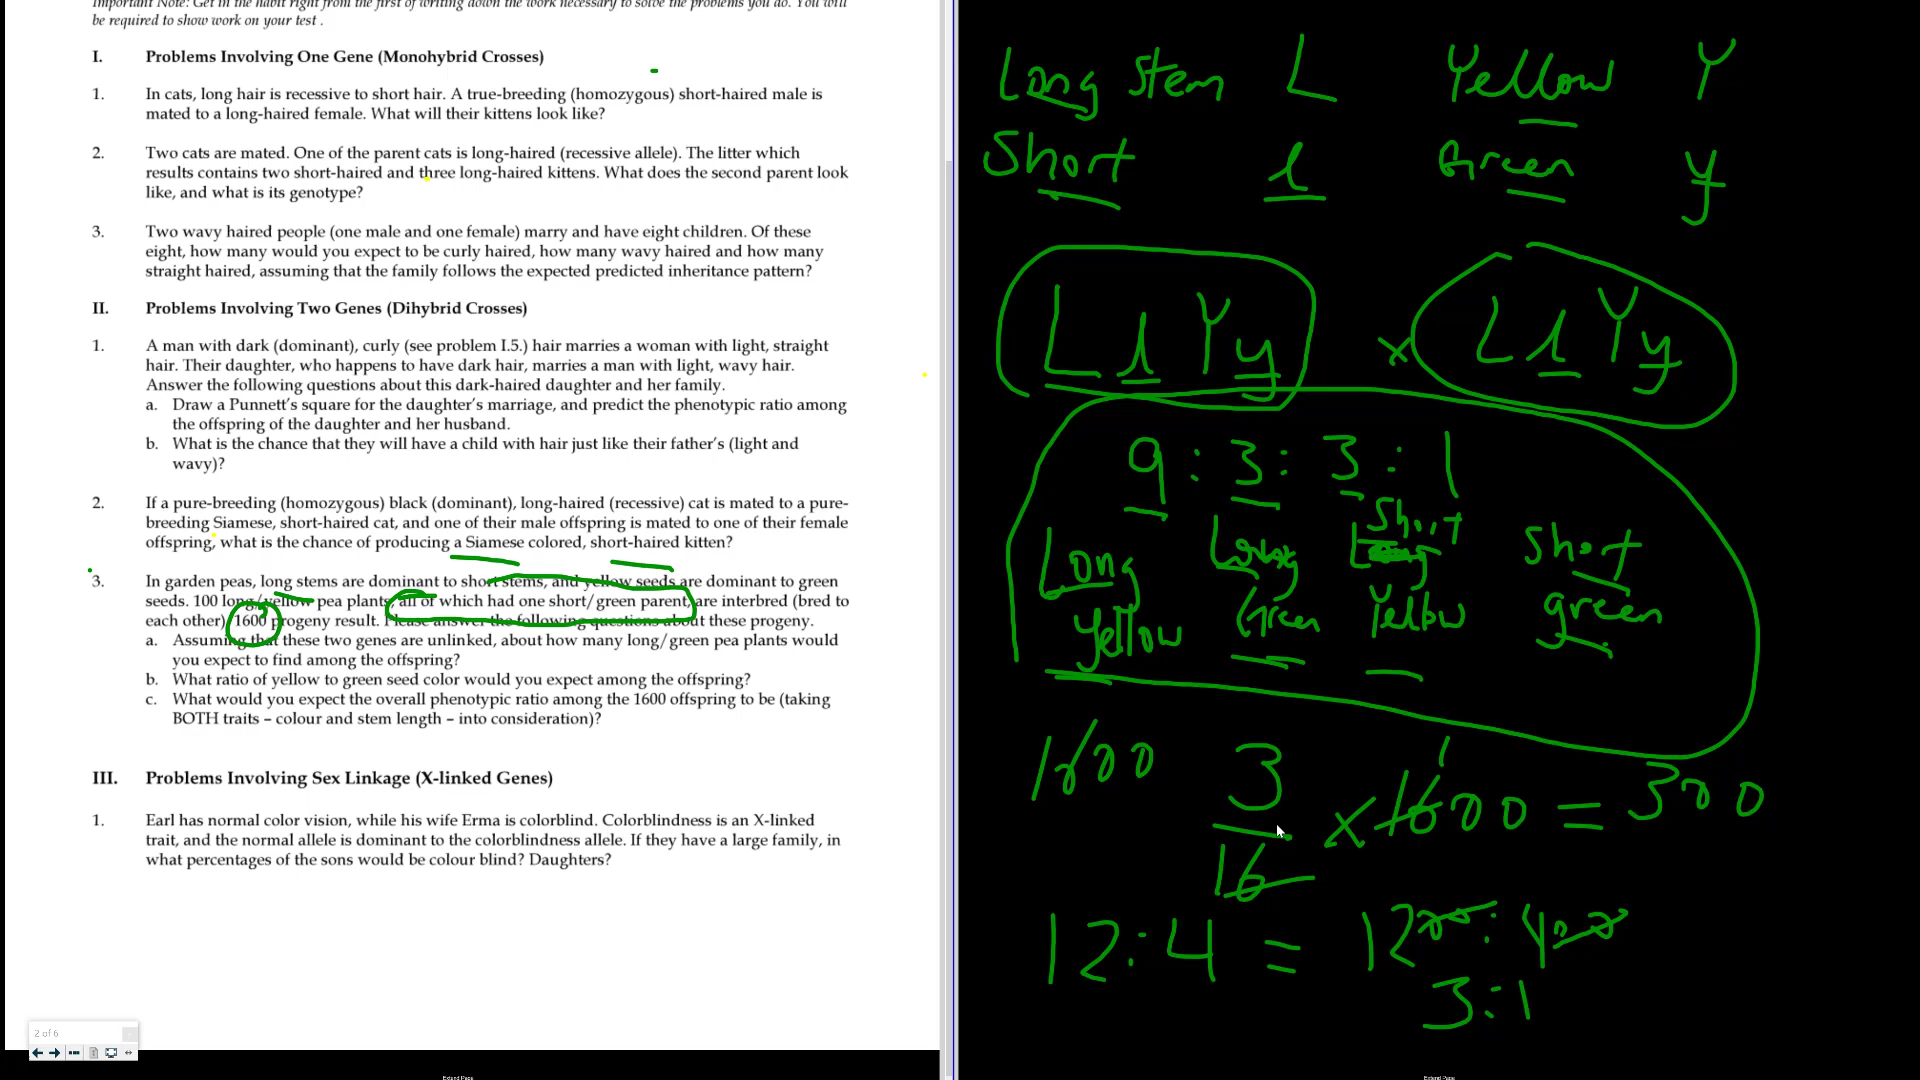 Important Note: Get in the habit right from the first of writing down the work necessary to solve the problems you do. You will
be required to show work on your test .
I. Problems Involving One Gene (Monohybrid Crosses)
1. In cats, long hair is recessive to short hair. A true-breeding (homozygous) short-haired male is
mated to a long-haired female. What will their kittens look like?
2. Two cats are mated. One of the parent cats is long-haired (recessive allele). The litter which
results contains two short-haired and three long-haired kittens. What does the second parent look
like, and what is its genotype?
3. Two wavy haired people (one male and one female) marry and have eight children. Of these
eight, how many would you expect to be curly haired, how many wavy haired and how many
straight haired, assuming that the family follows the expected predicted inheritance pattern?
II. Problems Involving Two Genes (Dihybrid Crosses)
1. A man with dark (dominant), curly (see problem I.5.) hair marries a woman with light, straight
hair. Their daughter, who happens to have dark hair, marries a man with light, wavy hair.
Answer the following questions about this dark-haired daughter and her family.
a. Draw a Punnett's square for the daughter's marriage, and predict the phenotypic ratio among
the offspring of the daughter and her husband.
b. What is the chance that they will have a child with hair just like their father's (light and
wavy)?
2. If a pure-breeding (homozygous) black (dominant), long-haired (recessive) cat is mated to a pure-
breeding Siamese, short-haired cat, and one of their male offspring is mated to one of their female
offspring, what is the chance of producing a Siamese colored, short-haired kitten?
3. In garden peas, long stems are dominant to short stems, and yellow seeds are dominant to green
seeds. 100 long/yellow pea plants, all of which had one short/green parent, are interbred (bred to
each other). 1600 progeny result. Please answer the following questions about these progeny.
a. Assuming that these two genes are unlinked, about how many long/green pea plants would
you expect to find among the offspring?
b. What ratio of yellow to green seed color would you expect among the offspring?
c. What would you expect the overall phenotypic ratio among the 1600 offspring to be (taking
BOTH traits – colour and stem length – into consideration)?
III. Problems Involving Sex Linkage (X-linked Genes)
1. Earl has normal color vision, while his wife Erma is colorblind. Colorblindness is an X-linked
trait, and the normal allele is dominant to the colorblindness allele. If they have a large family, in
what percentages of the sons would be colour blind? Daughters?
2 of 6
Extend Page
Long Stem L Yellow Y
Short l Green y
Ll Yy x Ll Yy
9 : 3 : 3 : 1
Long Long Short Short
Yellow Green Yellow green
1600 3/16 x 1600 = 300
1
12:4 = 1200:400
3:1
Extend Page